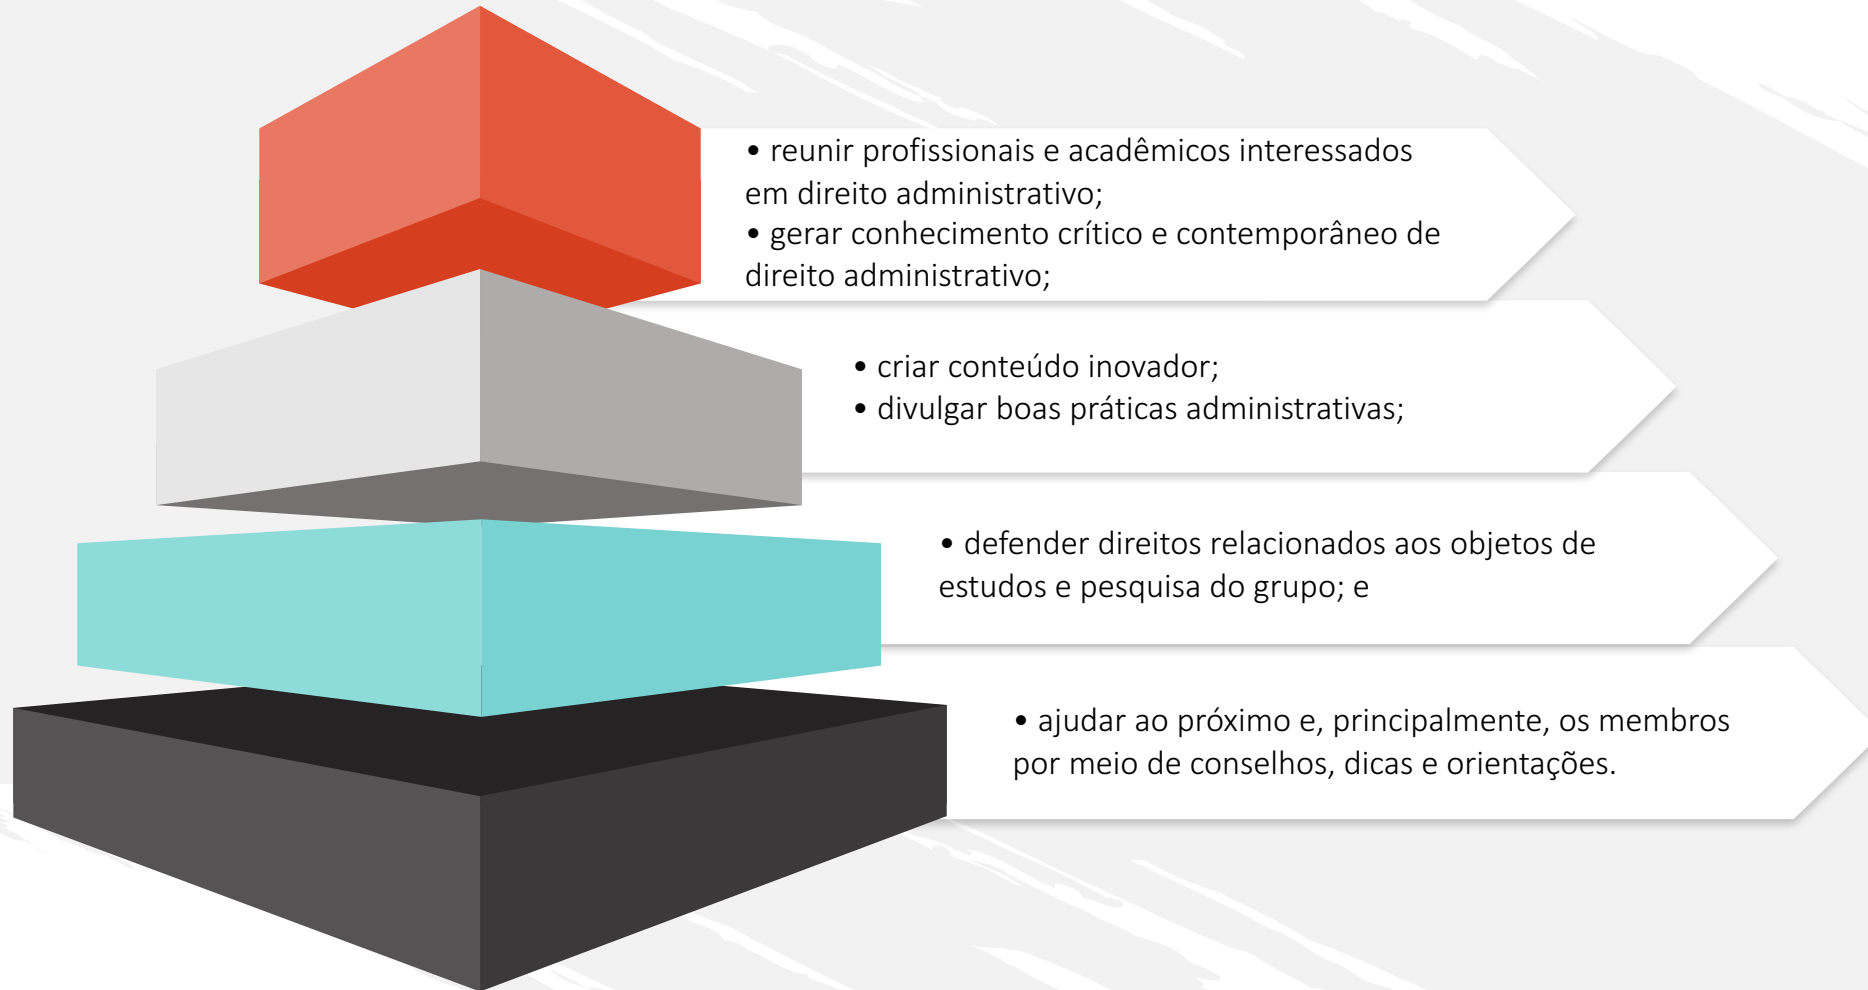 • reunir profissionais e acadêmicos interessados
em direito administrativo;
• gerar conhecimento crítico e contemporâneo de
direito administrativo;
• criar conteúdo inovador;
• divulgar boas práticas administrativas;
• defender direitos relacionados aos objetos de
estudos e pesquisa do grupo; e
• ajudar ao próximo e, principalmente, os membros
por meio de conselhos, dicas e orientações.